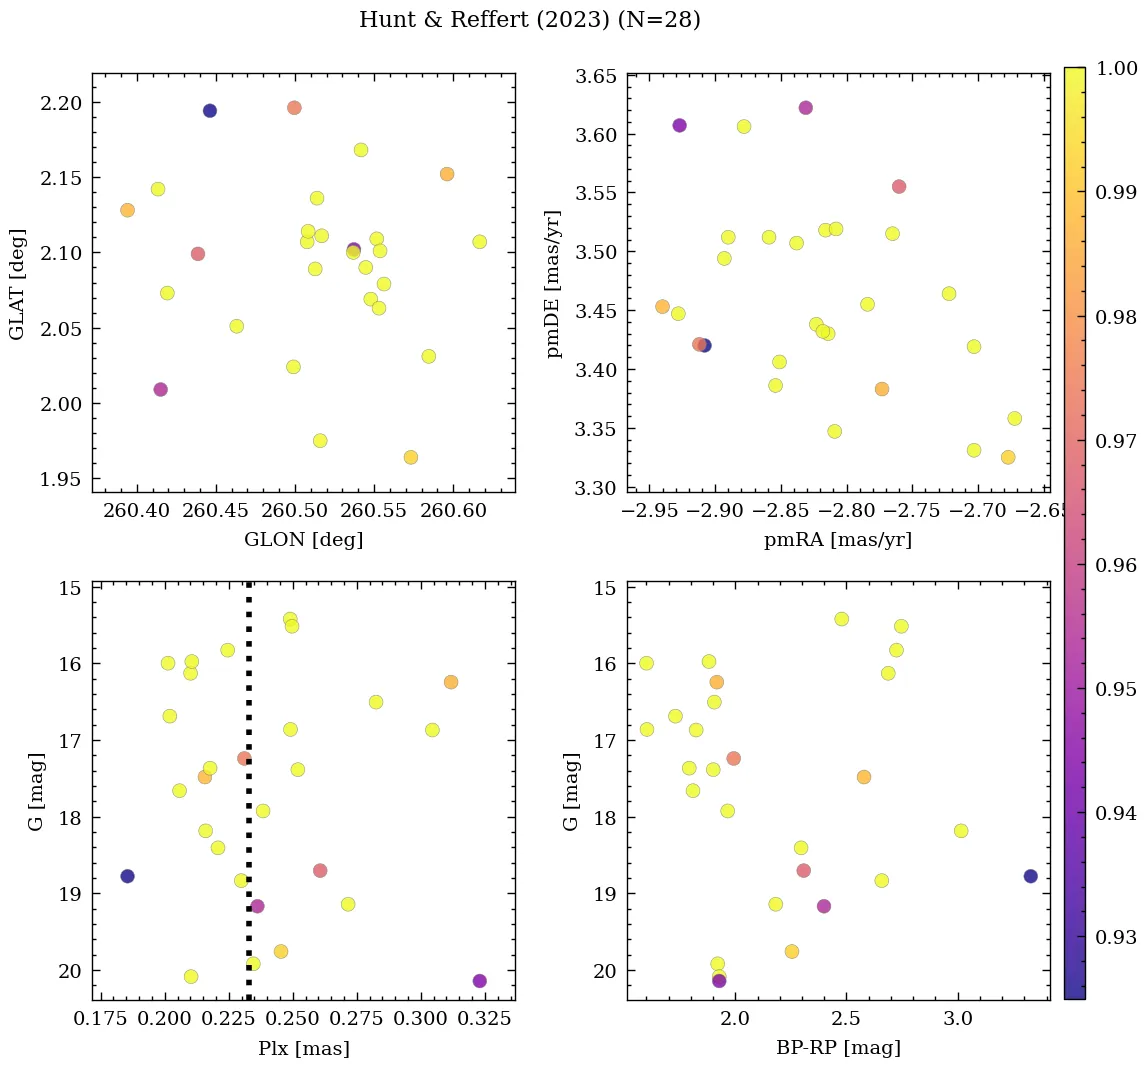 Hunt & Reffert (2023) (N=28)
2.20
2.15
2.10
2.05
2.00
1.95
GLAT [deg]
260.40 260.45 260.50 260.55 260.60
GLON [deg]
3.65
3.60
3.55
3.50
3.45
3.40
3.35
3.30
pmDE [mas/yr]
−2.95 −2.90 −2.85 −2.80 −2.75 −2.70 −2.65
pmRA [mas/yr]
15
16
17
18
19
20
G [mag]
0.175 0.200 0.225 0.250 0.275 0.300 0.325
Plx [mas]
15
16
17
18
19
20
G [mag]
2.0 2.5 3.0
BP-RP [mag]
1.00
0.99
0.98
0.97
0.96
0.95
0.94
0.93